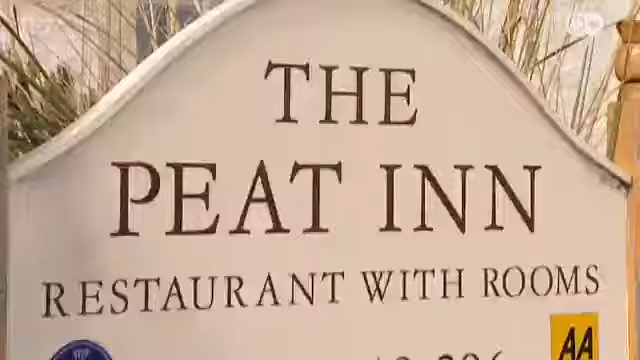 THE
PEAT INN
RESTAURANT WITH ROOMS
AA